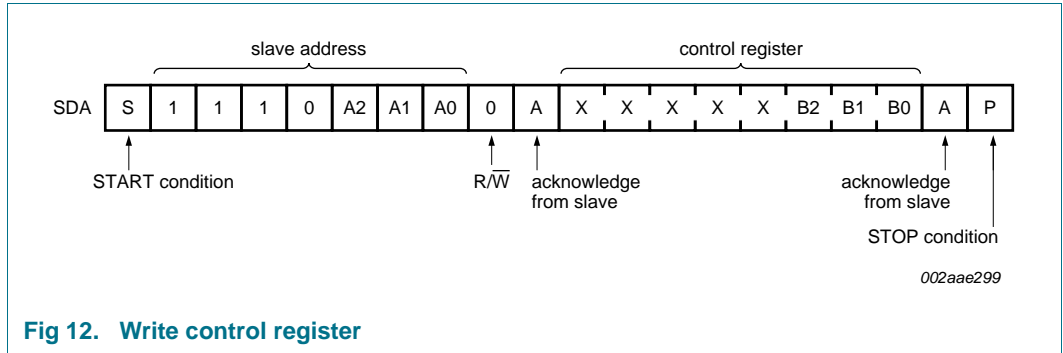 slave address control register
SDA S 1 1 1 0 A2 A1 A0 0 A X X X X X B2 B1 B0 A P
START condition R/W̅ acknowledge from slave acknowledge from slave
STOP condition
002aae299
Fig 12. Write control register